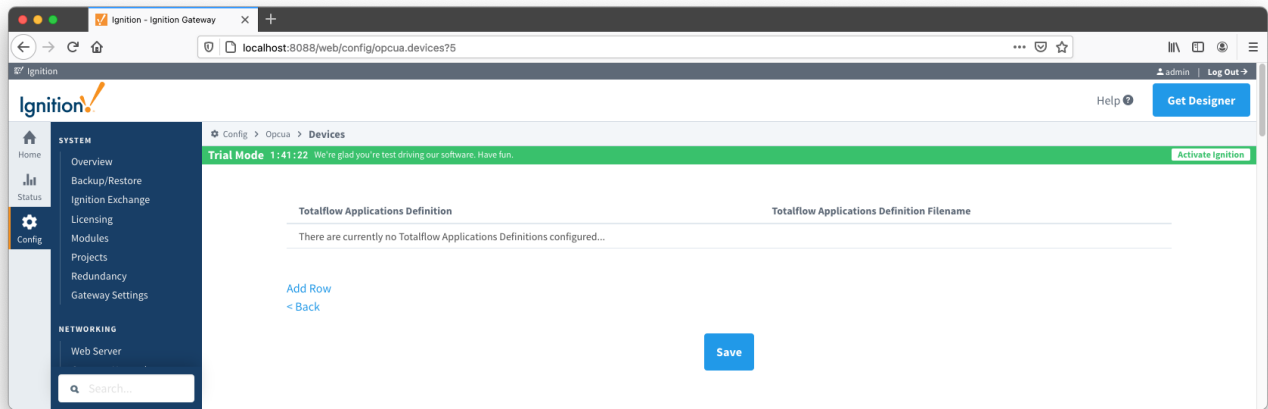 Ignition - Ignition Gateway
localhost:8088/web/config/opcua.devices?5
Ignition
admin | Log Out
Ignition!
Help
Get Designer
Home
Status
Config
SYSTEM
Overview
Backup/Restore
Ignition Exchange
Licensing
Modules
Projects
Redundancy
Gateway Settings
NETWORKING
Web Server
Search...
Config > Opcua > Devices
Trial Mode 1:41:22 We're glad you're test driving our software. Have fun.
Activate Ignition
Totalflow Applications Definition Totalflow Applications Definition Filename
There are currently no Totalflow Applications Definitions configured...
Add Row
< Back
Save